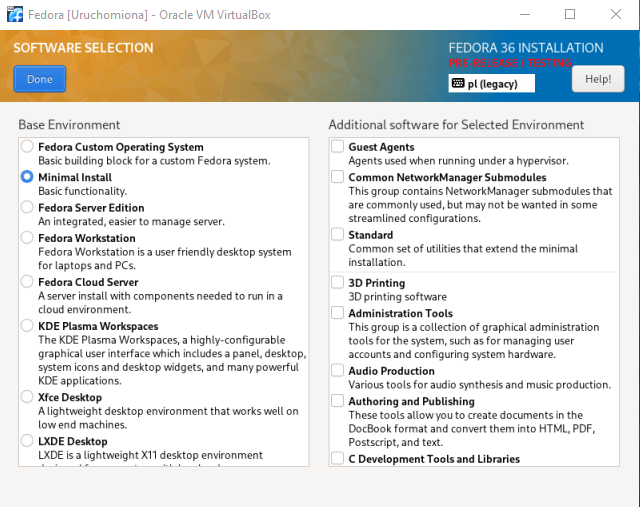 Fedora [Uruchomiona] - Oracle VM VirtualBox
SOFTWARE SELECTION
Done
FEDORA 36 INSTALLATION
PRE-RELEASE / TESTING
pl (legacy)
Help!
Base Environment
Fedora Custom Operating System
Basic building block for a custom Fedora system.
Minimal Install
Basic functionality.
Fedora Server Edition
An integrated, easier to manage server.
Fedora Workstation
Fedora Workstation is a user friendly desktop system
for laptops and PCs.
Fedora Cloud Server
A server install with components needed to run in a
cloud environment.
KDE Plasma Workspaces
The KDE Plasma Workspaces, a highly-configurable
graphical user interface which includes a panel, desktop,
system icons and desktop widgets, and many powerful
KDE applications.
Xfce Desktop
A lightweight desktop environment that works well on
low end machines.
LXDE Desktop
LXDE is a lightweight X11 desktop environment
Additional software for Selected Environment
Guest Agents
Agents used when running under a hypervisor.
Common NetworkManager Submodules
This group contains NetworkManager submodules that
are commonly used, but may not be wanted in some
streamlined configurations.
Standard
Common set of utilities that extend the minimal
installation.
3D Printing
3D printing software
Administration Tools
This group is a collection of graphical administration
tools for the system, such as for managing user
accounts and configuring system hardware.
Audio Production
Various tools for audio synthesis and music production.
Authoring and Publishing
These tools allow you to create documents in the
DocBook format and convert them into HTML, PDF,
Postscript, and text.
C Development Tools and Libraries